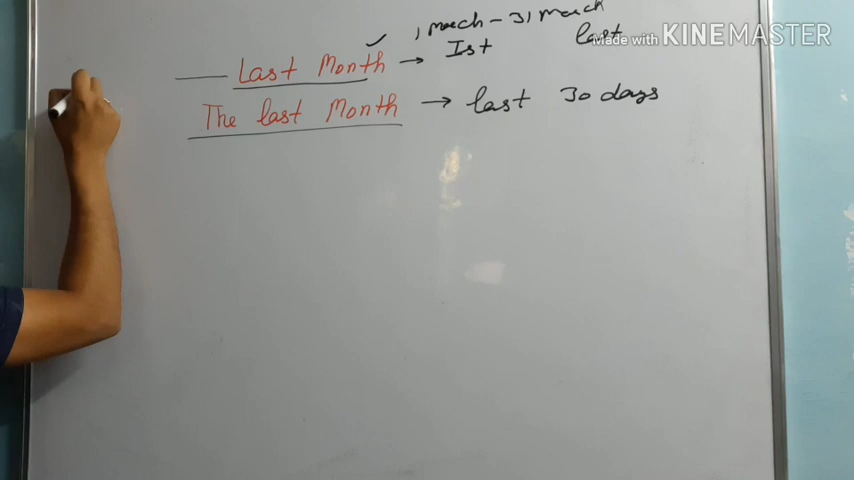 1 march - 31 march
Ist last
Made with KINEMASTER
Last Month →
The last Month → last 30 days